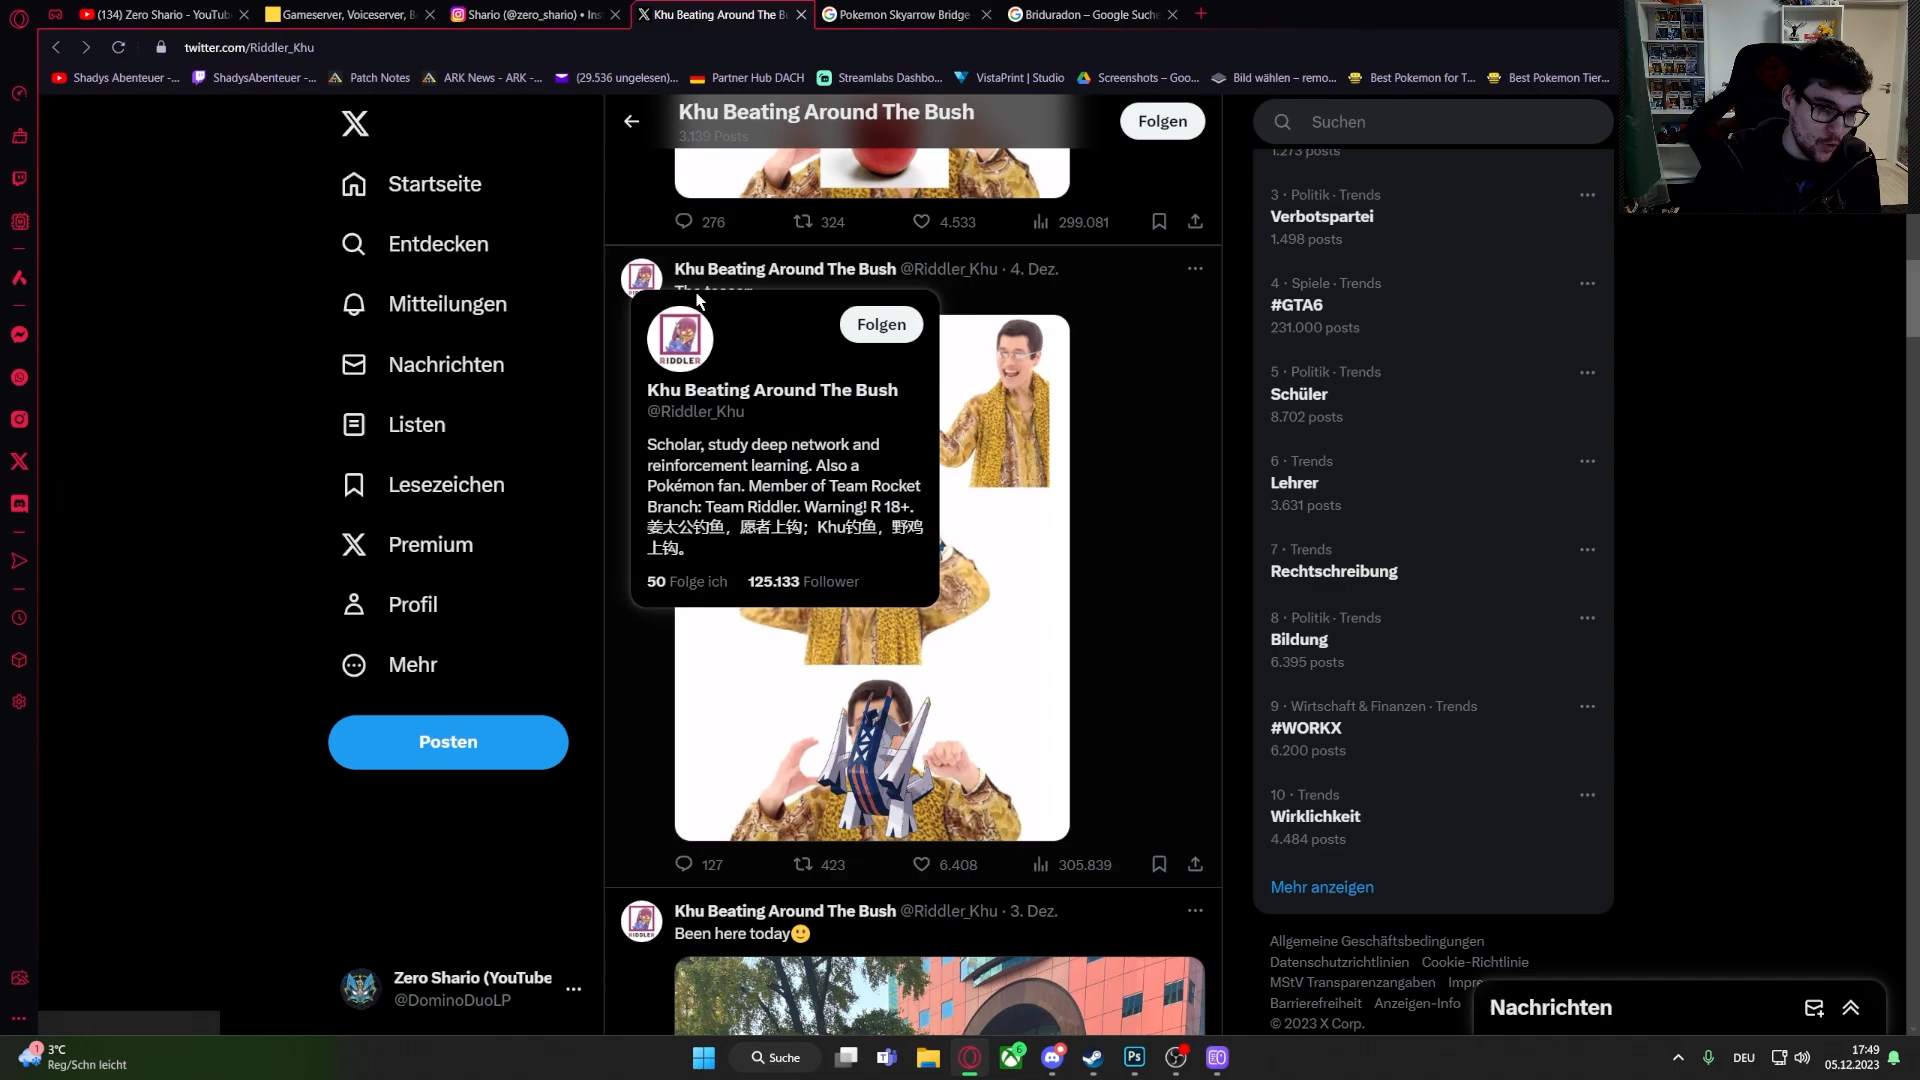 (134) Zero Shario - YouTub
Gameserver, Voiceserver, B
Shario (@zero_shario) • Ins
Khu Beating Around The B
Pokemon Skyarrow Bridge
Briduradon – Google Suche
twitter.com/Riddler_Khu
Shadys Abenteuer -...
ShadysAbenteuer -...
Patch Notes
ARK News - ARK -...
(29.536 ungelesen)...
Partner Hub DACH
Streamlabs Dashbo...
VistaPrint | Studio
Screenshots – Goo...
Bild wählen – remo...
Best Pokemon for T...
Best Pokemon Tier...
Startseite
Entdecken
Mitteilungen
Nachrichten
Listen
Lesezeichen
Premium
Profil
Mehr
Posten
Zero Shario (YouTube
@DominoDuoLP
Khu Beating Around The Bush
3.139 Posts
Folgen
276 324 4.533 299.081
Khu Beating Around The Bush @Riddler_Khu · 4. Dez.
RIDDLER
Folgen
Khu Beating Around The Bush
@Riddler_Khu
Scholar, study deep network and
reinforcement learning. Also a
Pokémon fan. Member of Team Rocket
Branch: Team Riddler. Warning! R 18+.
姜太公钓鱼，愿者上钩；Khu钓鱼，野鸡
上钩。
50 Folge ich 125.133 Follower
127 423 6.408 305.839
Khu Beating Around The Bush @Riddler_Khu · 3. Dez.
RIDDLER
Been here today
Suchen
1.273 posts
3 · Politik · Trends
Verbotspartei
1.498 posts
4 · Spiele · Trends
#GTA6
231.000 posts
5 · Politik · Trends
Schüler
8.702 posts
6 · Trends
Lehrer
3.631 posts
7 · Trends
Rechtschreibung
8 · Politik · Trends
Bildung
6.395 posts
9 · Wirtschaft & Finanzen · Trends
#WORKX
6.200 posts
10 · Trends
Wirklichkeit
4.484 posts
Mehr anzeigen
Allgemeine Geschäftsbedingungen
Datenschutzrichtlinien Cookie-Richtlinie
MStV Transparenzangaben Impre
Barrierefreiheit Anzeigen-Info
© 2023 X Corp.
Nachrichten
1
3°C
Reg/Schn leicht
Suche
6
Ps
DEU
17:49
05.12.2023